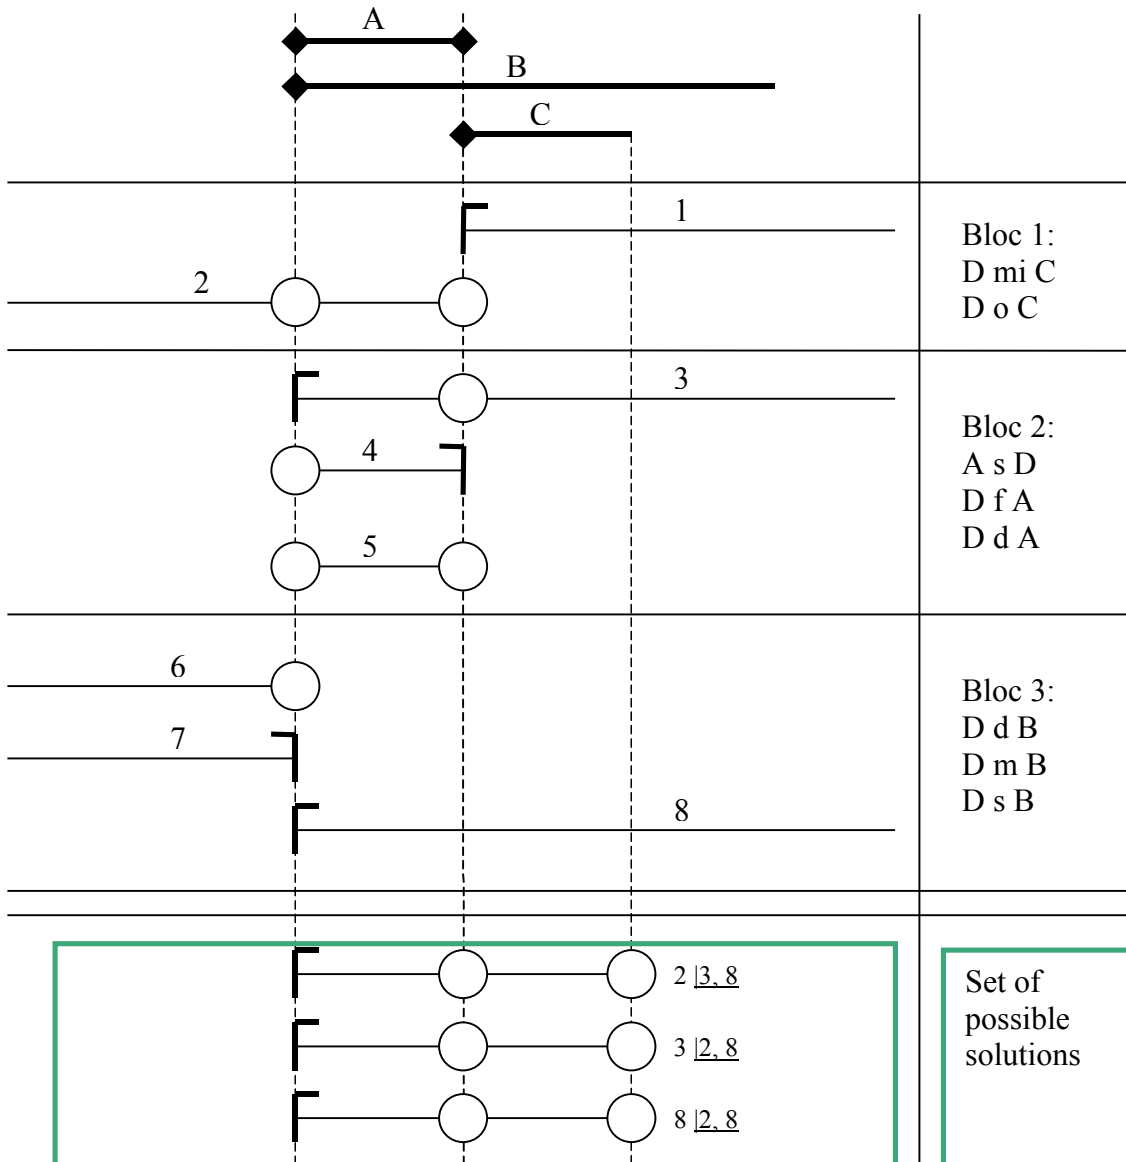 A
B
C
1
2
Bloc 1:
D mi C
D o C
3
4
5
Bloc 2:
A s D
D f A
D d A
6
7
8
Bloc 3:
D d B
D m B
D s B
2 |3, 8
3 |2, 8
8 |2, 8
Set of
possible
solutions